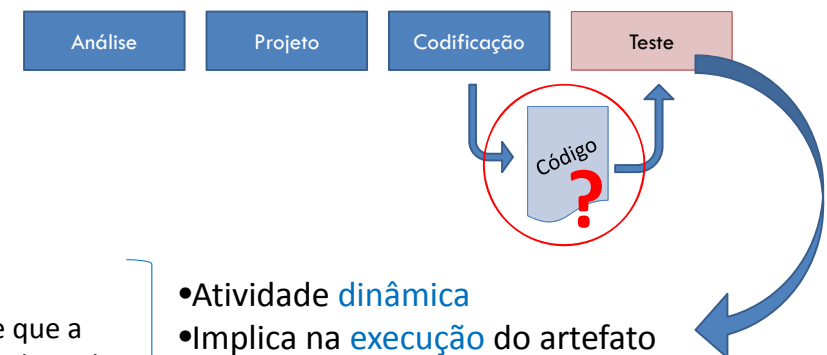 Análise Projeto Codificação Teste
Código
?
•Atividade dinâmica
e que a
•Implica na execução do artefato